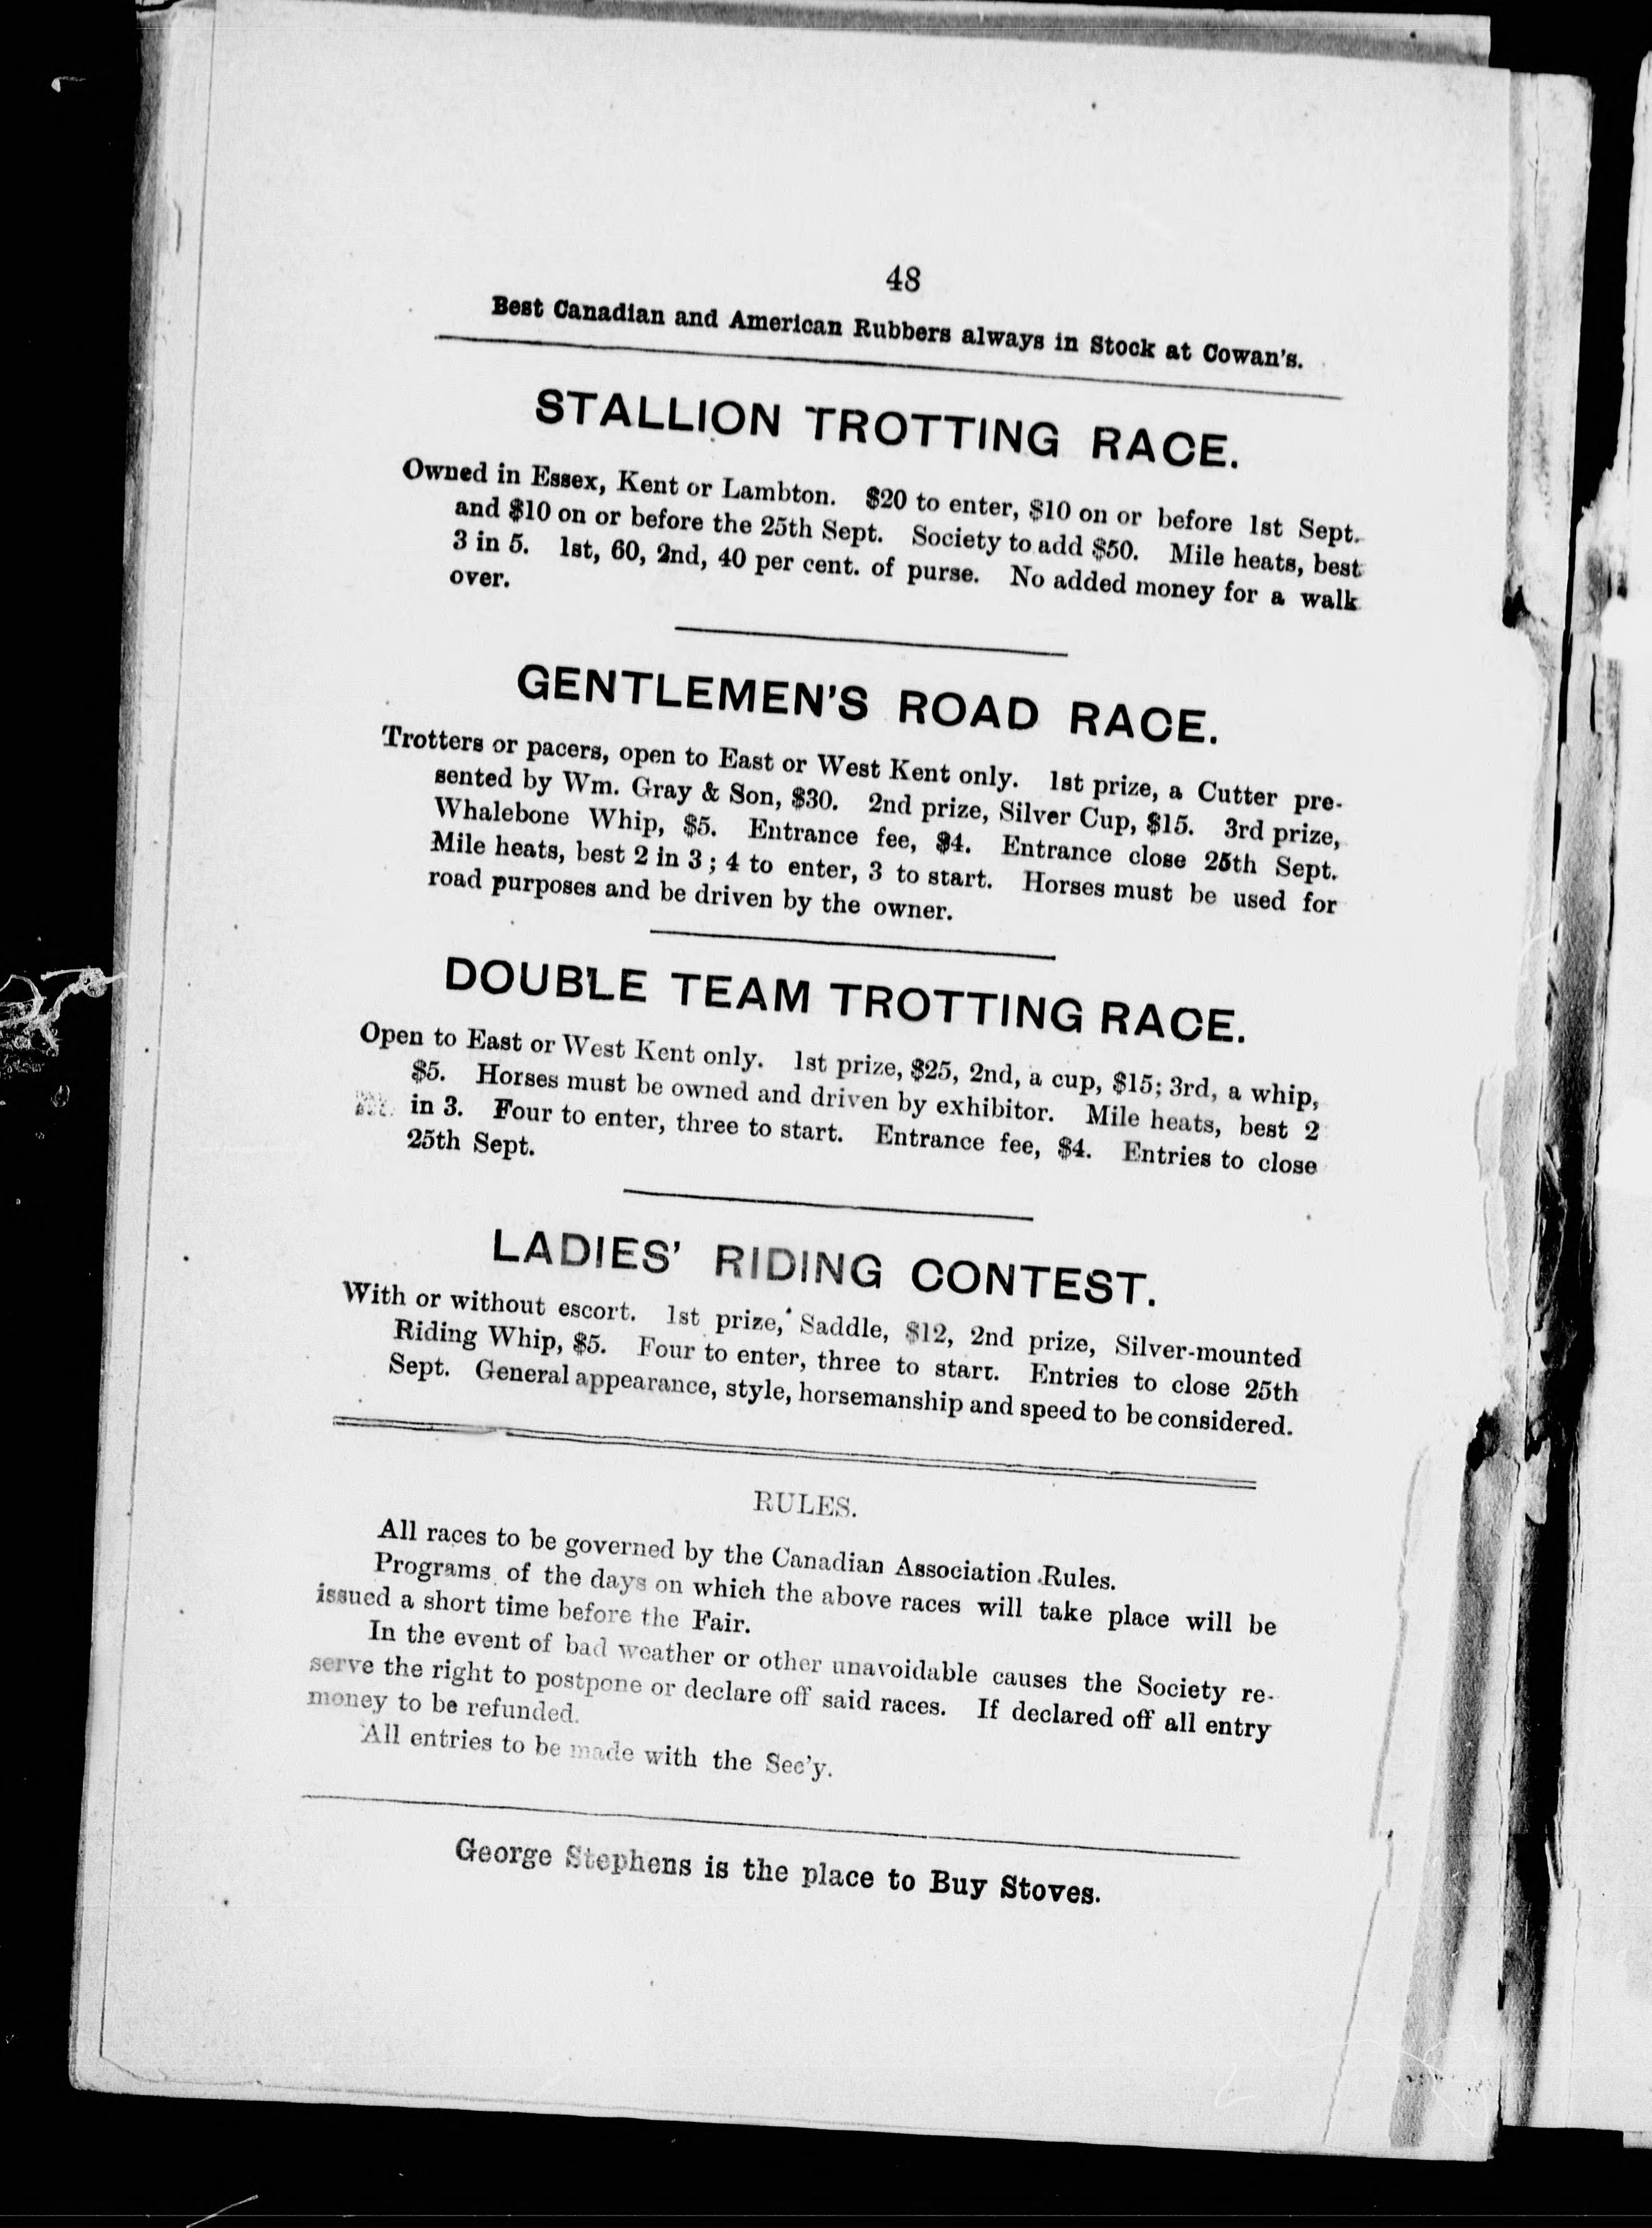 48
Best Canadian and American Rubbers always in Stock at Cowan's.
STALLION TROTTING RACE.
Owned in Essex, Kent or Lambton. $20 to enter, $10 on or before 1st Sept.
and $10 on or before the 25th Sept. Society to add $50. Mile heats, best
3 in 5. 1st, 60, 2nd, 40 per cent. of purse. No added money for a walk
over.
GENTLEMEN'S ROAD RACE.
Trotters or pacers, open to East or West Kent only. 1st prize, a Cutter pre-
sented by Wm. Gray & Son, $30. 2nd prize, Silver Cup, $15. 3rd prize,
Whalebone Whip, $5. Entrance fee, $4. Entrance close 25th Sept.
Mile heats, best 2 in 3; 4 to enter, 3 to start. Horses must be used for
road purposes and be driven by the owner.
DOUBLE TEAM TROTTING RACE.
Open to East or West Kent only. 1st prize, $25, 2nd, a cup, $15; 3rd, a whip,
$5. Horses must be owned and driven by exhibitor. Mile heats, best 2
in 3. Four to enter, three to start. Entrance fee, $4. Entries to close
25th Sept.
LADIES' RIDING CONTEST.
With or without escort. 1st prize, Saddle, $12, 2nd prize, Silver-mounted
Riding Whip, $5. Four to enter, three to start. Entries to close 25th
Sept. General appearance, style, horsemanship and speed to be considered.
RULES.
All races to be governed by the Canadian Association Rules.
Programs of the days on which the above races will take place will be
issued a short time before the Fair.
In the event of bad weather or other unavoidable causes the Society re-
serve the right to postpone or declare off said races. If declared off all entry
money to be refunded.
All entries to be made with the Sec'y.
George Stephens is the place to Buy Stoves.